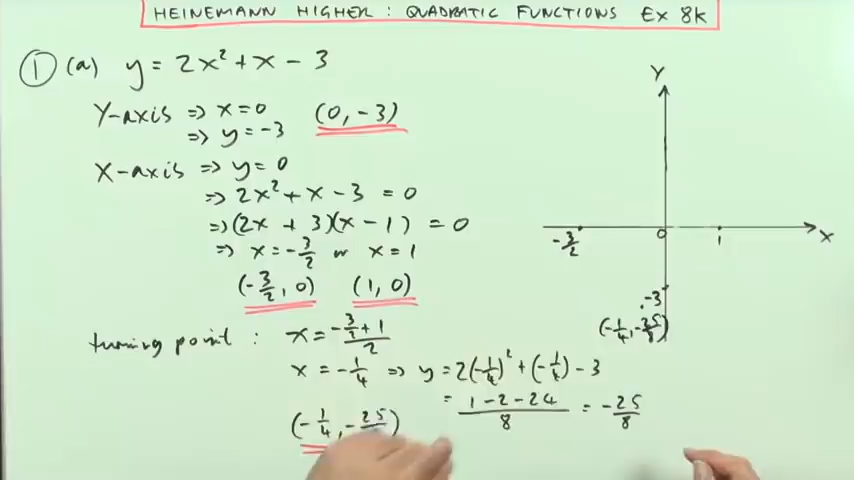 HEINEMANN HIGHER : QUADRATIC FUNCTIONS Ex 8K
① (a) y = 2x² + x - 3
Y-axis ⇒ x = 0 (0, -3)
⇒ y = -3
X-axis ⇒ y = 0
⇒ 2x² + x - 3 = 0
⇒ (2x + 3)(x - 1) = 0
⇒ x = -3/2 or x = 1
(-3/2, 0) (1, 0)
turning point : x = (-3/2 + 1)/2
x = -1/4 ⇒ y = 2(-1/4)² + (-1/4) - 3
= (1 - 2 - 24)/8 = -25/8
(-1/4, -25/8)
Y
-3/2 0 1 X
-3
(-1/4, -25/8)